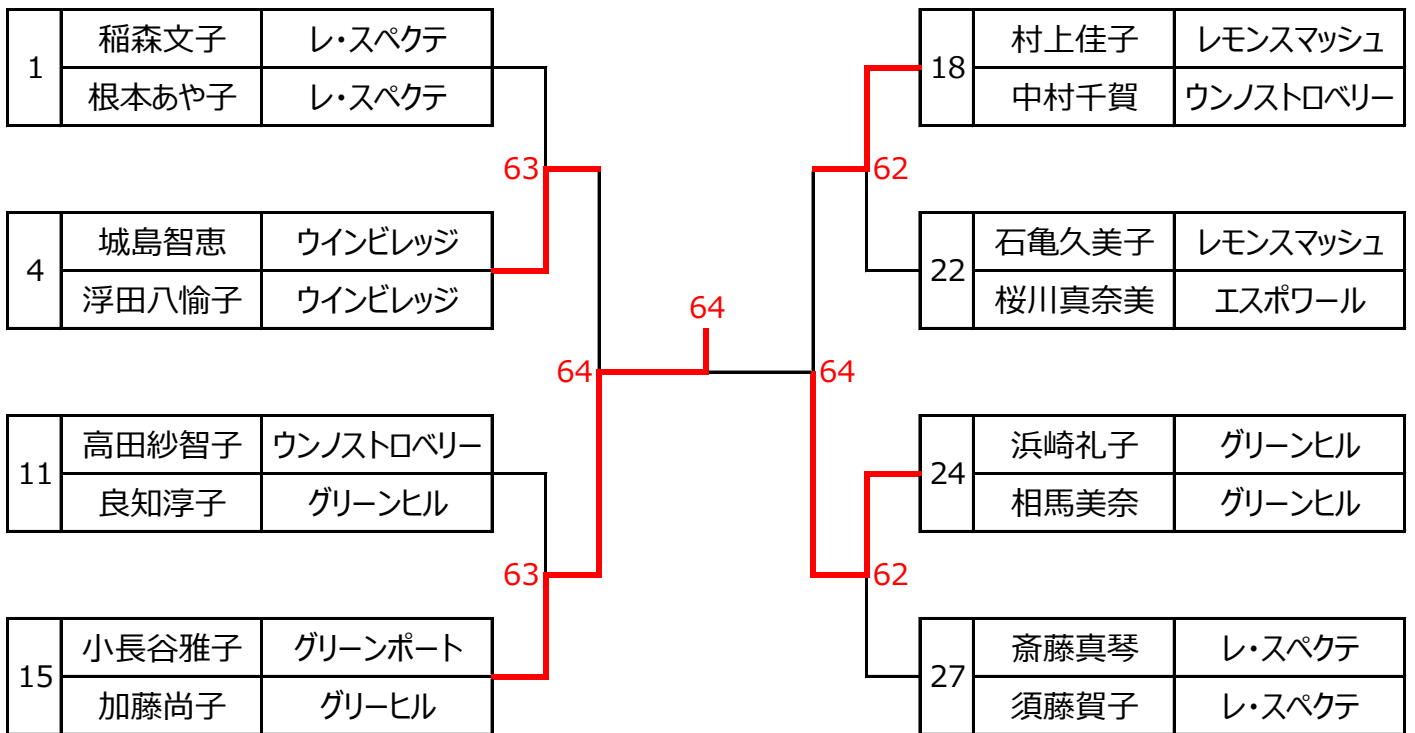 1 稲森文子 レ・スペクテ
根本あや子 レ・スペクテ
63
4 城島智恵 ウインビレッジ
浮田八愉子 ウインビレッジ
64
11 高田紗智子 ウンノストロベリー
良知淳子 グリーンヒル
63
15 小長谷雅子 グリーンポート
加藤尚子 グリーヒル
64
18 村上佳子 レモンスマッシュ
中村千賀 ウンノストロベリー
62
22 石亀久美子 レモンスマッシュ
桜川真奈美 エスポワール
64
24 浜崎礼子 グリーンヒル
相馬美奈 グリーンヒル
62
27 斎藤真琴 レ・スペクテ
須藤賀子 レ・スペクテ